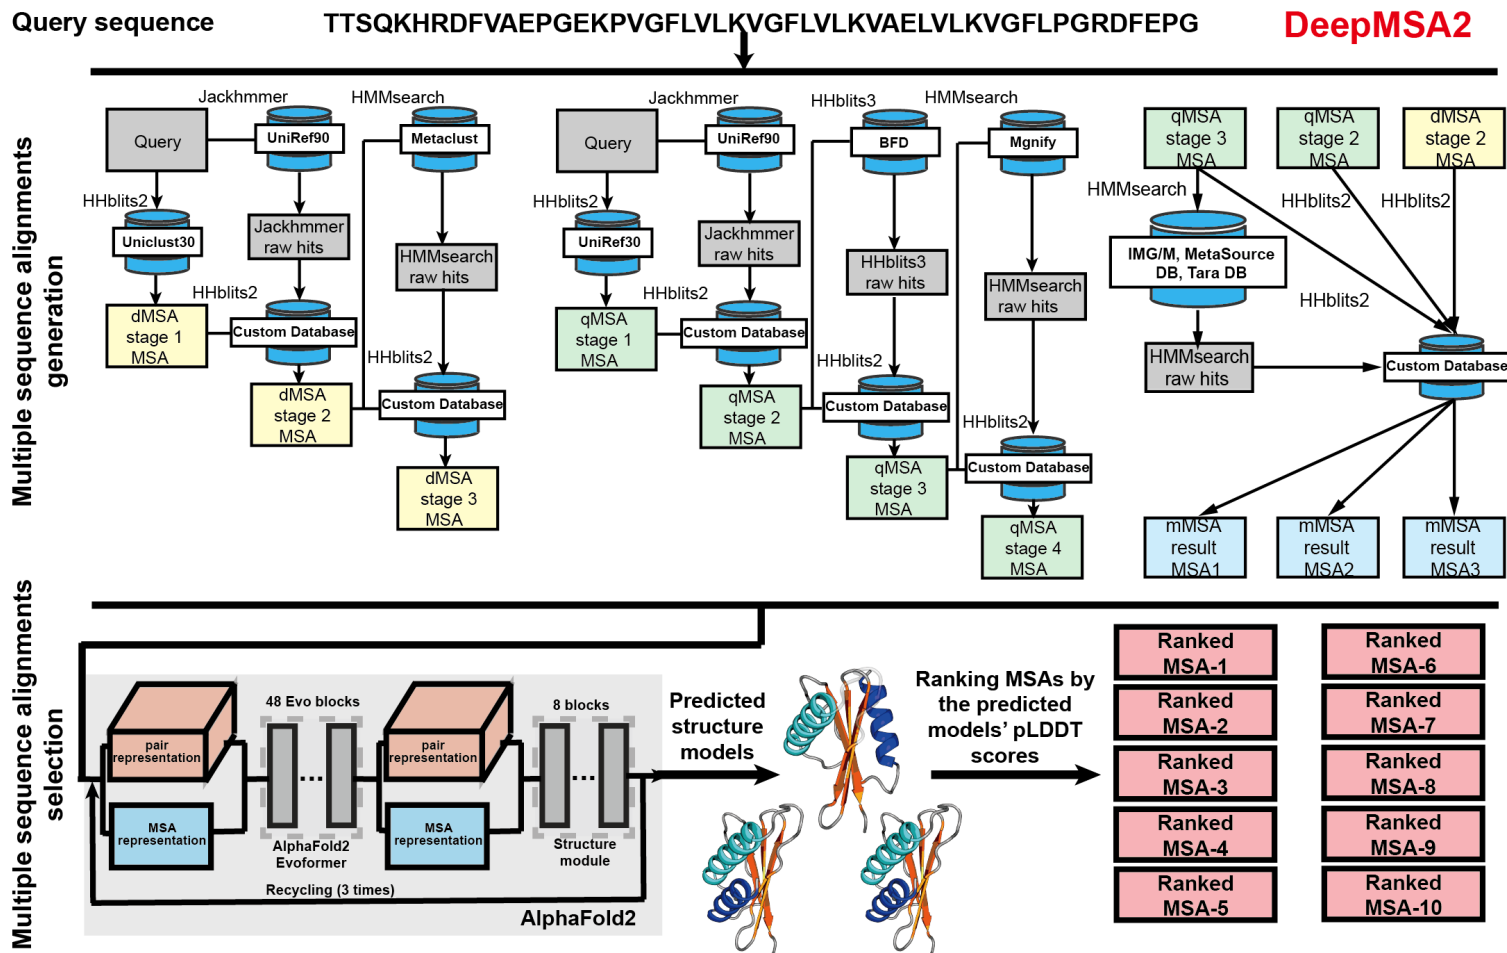 Query sequence
TTSQKHRDFVAEPGEKPVGFLVLKVGFLVLKVAELVLKVGFLPGRDFEPG
DeepMSA2
Multiple sequence alignments
generation
Jackhmmer
HMMsearch
Query
UniRef90
Metaclust
HHblits2
Uniclust30
Jackhmmer
raw hits
HMMsearch
raw hits
HHblits2
dMSA
stage 1
MSA
Custom Database
HHblits2
dMSA
stage 2
MSA
Custom Database
dMSA
stage 3
MSA
Jackhmmer
HHblits3
HMMsearch
Query
UniRef90
BFD
Mgnify
HHblits2
UniRef30
Jackhmmer
raw hits
HHblits3
raw hits
HMMsearch
raw hits
HHblits2
qMSA
stage 1
MSA
Custom Database
HHblits2
qMSA
stage 2
MSA
Custom Database
HHblits2
qMSA
stage 3
MSA
Custom Database
qMSA
stage 4
MSA
qMSA
stage 3
MSA
qMSA
stage 2
MSA
dMSA
stage 2
MSA
HMMsearch
HHblits2
HHblits2
IMG/M, MetaSource
DB, Tara DB
HHblits2
HMMsearch
raw hits
Custom Database
mMSA
result
MSA1
mMSA
result
MSA2
mMSA
result
MSA3
Multiple sequence alignments
selection
pair
representation
MSA
representation
48 Evo blocks
...
AlphaFold2
Evoformer
pair
representation
MSA
representation
8 blocks
...
Structure
module
Recycling (3 times)
AlphaFold2
Predicted
structure
models
Ranking MSAs by
the predicted
models' pLDDT
scores
Ranked
MSA-1
Ranked
MSA-2
Ranked
MSA-3
Ranked
MSA-4
Ranked
MSA-5
Ranked
MSA-6
Ranked
MSA-7
Ranked
MSA-8
Ranked
MSA-9
Ranked
MSA-10